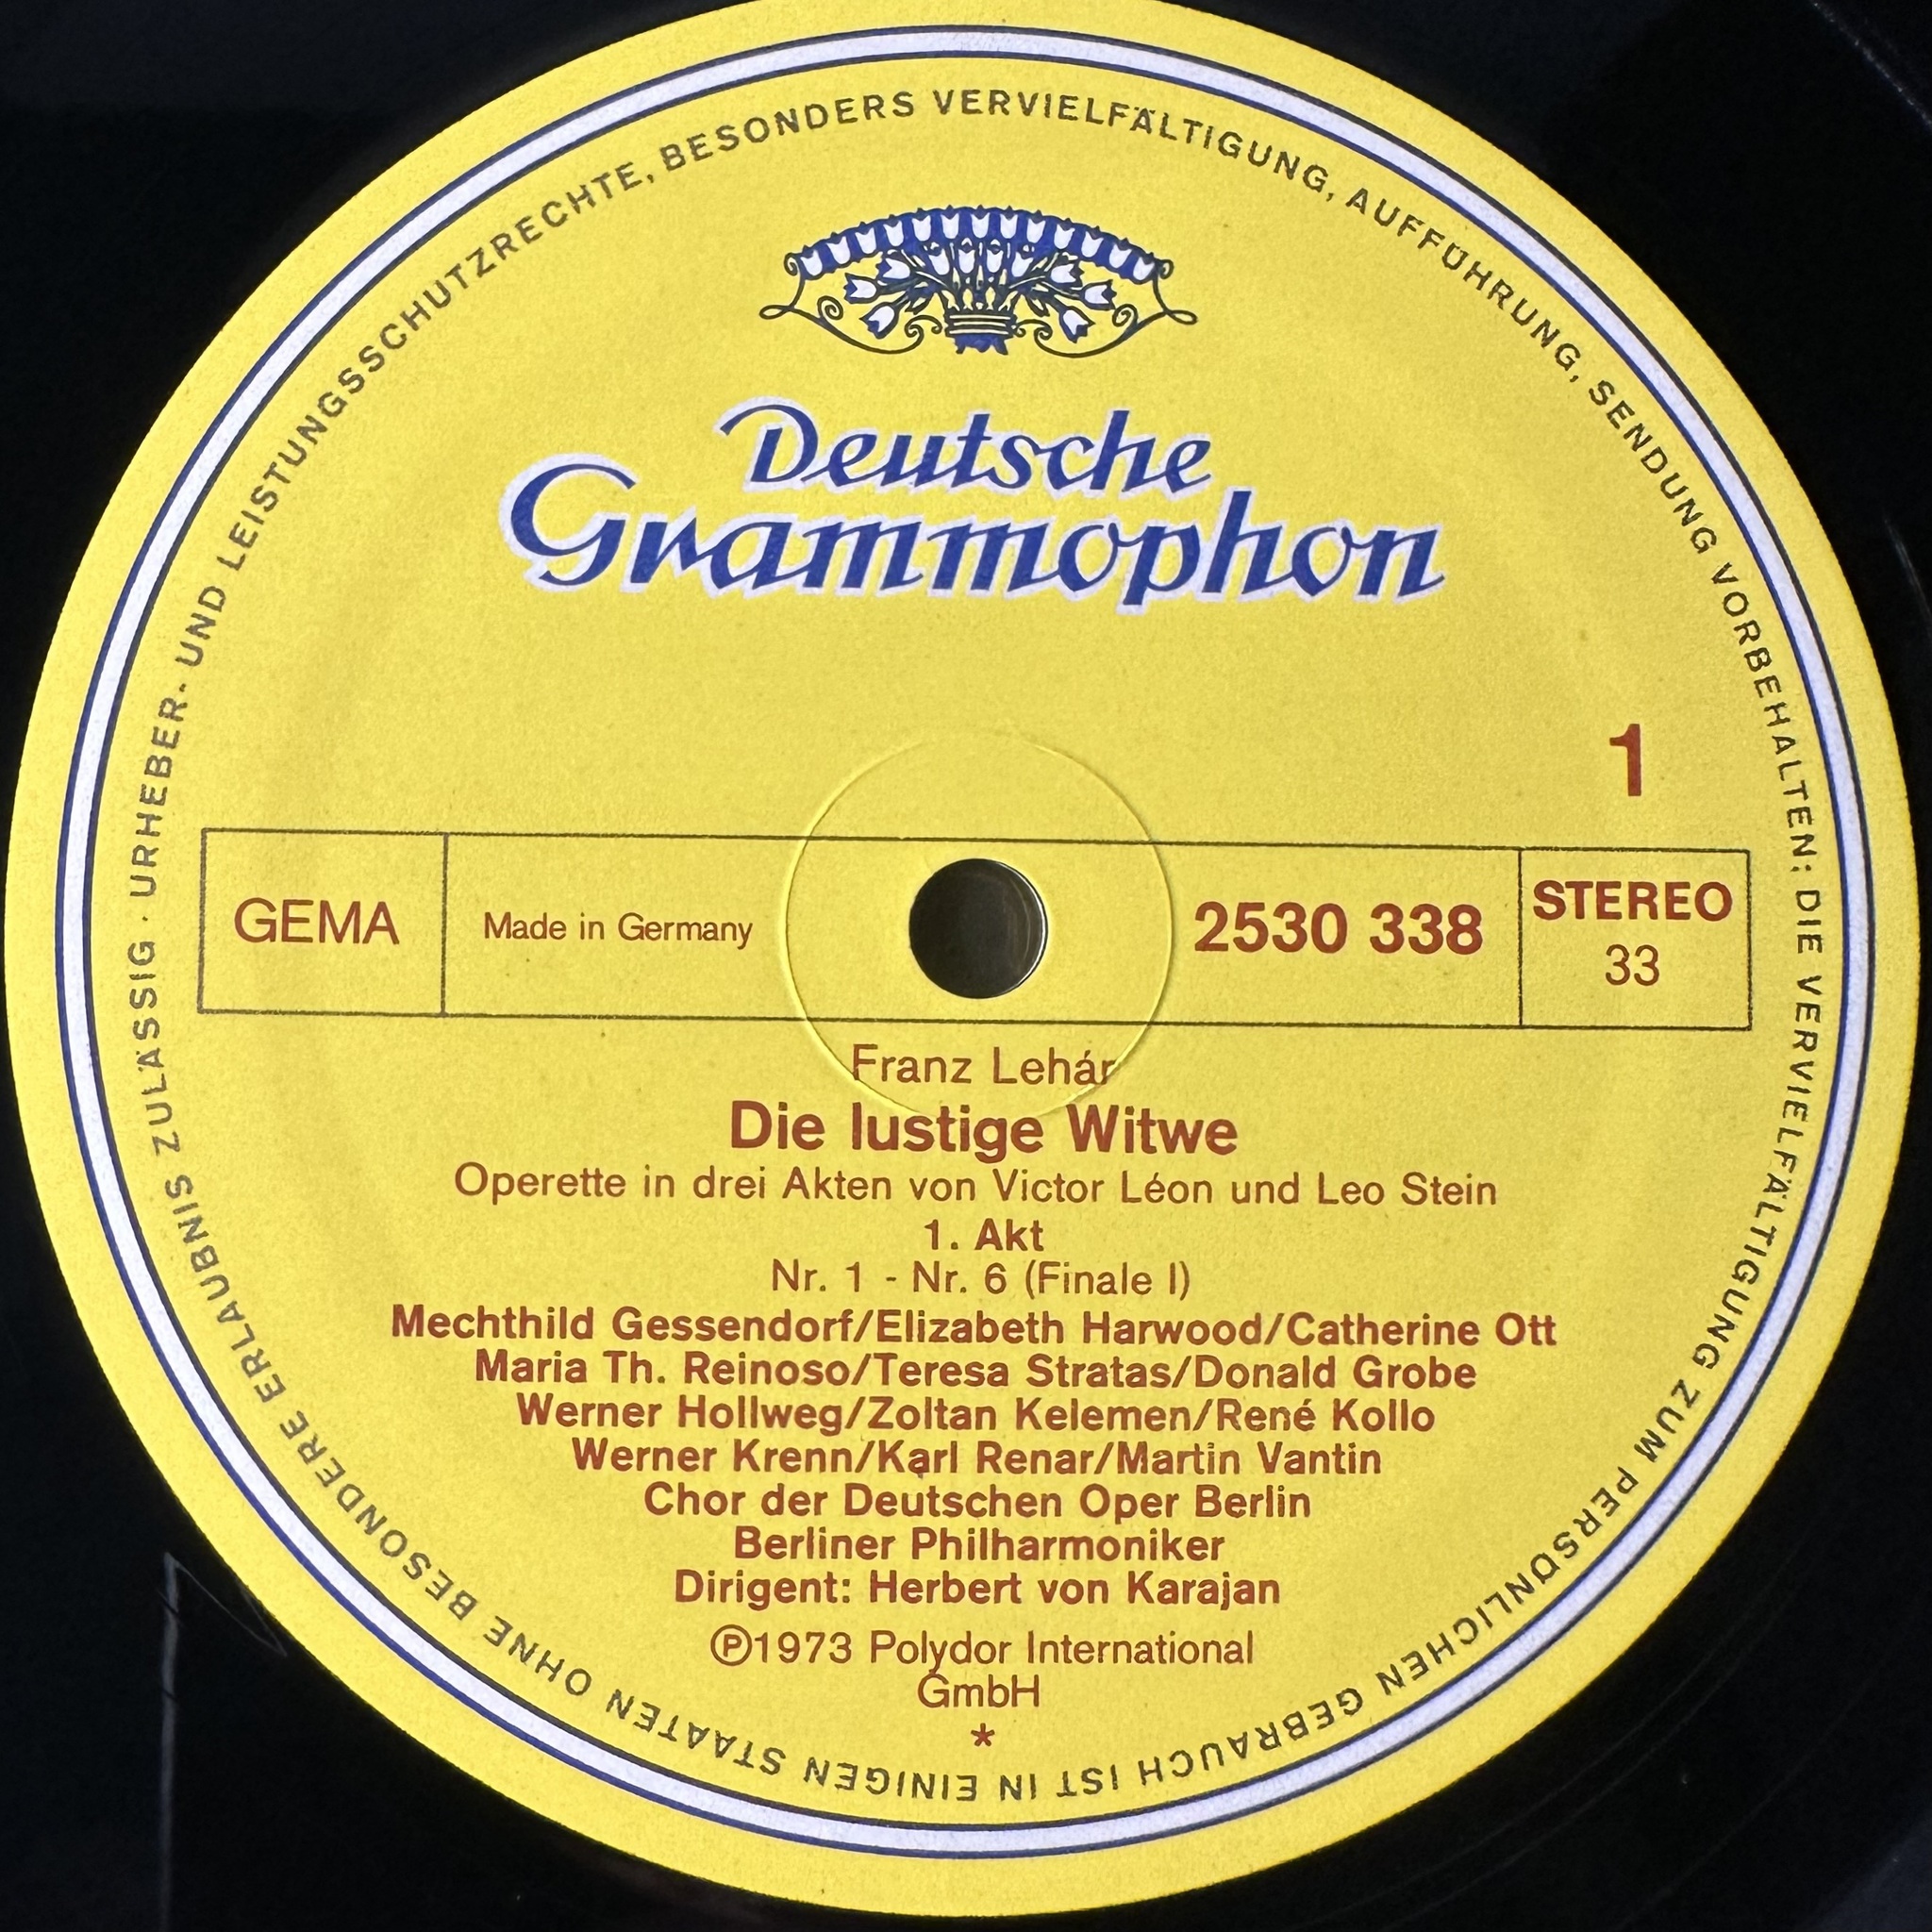 URHEBER- UND LEISTUNGSSCHUTZRECHTE, BESONDERS VERVIELFÄLTIGUNG, AUFFÜHRUNG, SENDUNG VORBEHALTEN; DIE VERVIELFÄLTIGUNG ZUM PERSÖNLICHEN GEBRAUCH IST IN EINIGEN STAATEN OHNE BESONDERE ERLAUBNIS ZULÄSSIG ·
Deutsche
Grammophon
1
GEMA
Made in Germany
2530 338
STEREO
33
Franz Lehár
Die lustige Witwe
Operette in drei Akten von Victor Léon und Leo Stein
1. Akt
Nr. 1 - Nr. 6 (Finale I)
Mechthild Gessendorf/Elizabeth Harwood/Catherine Ott
Maria Th. Reinoso/Teresa Stratas/Donald Grobe
Werner Hollweg/Zoltan Kelemen/René Kollo
Werner Krenn/Karl Renar/Martin Vantin
Chor der Deutschen Oper Berlin
Berliner Philharmoniker
Dirigent: Herbert von Karajan
Ⓟ1973 Polydor International
GmbH
*